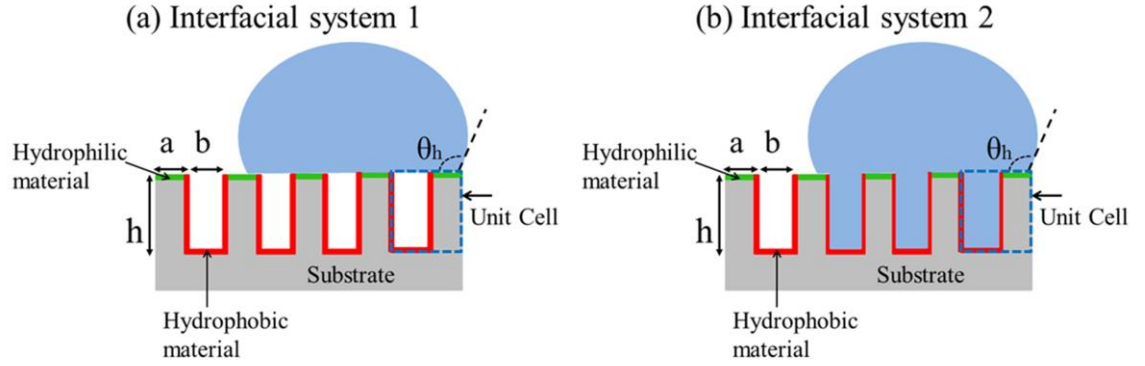 (a) Interfacial system 1
a b
Hydrophilic
material
θh
h
Unit Cell
Substrate
Hydrophobic
material
(b) Interfacial system 2
a b
Hydrophilic
material
θh
h
Unit Cell
Substrate
Hydrophobic
material